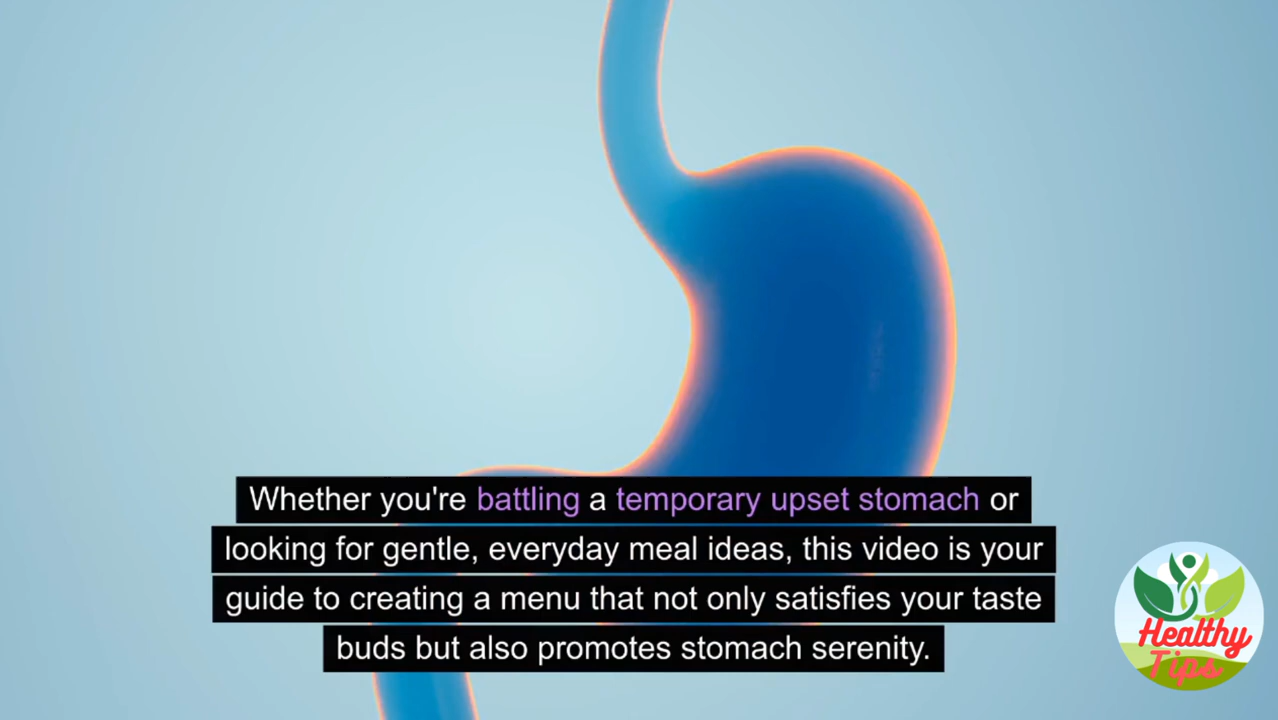 Whether you're battling a temporary upset stomach or
looking for gentle, everyday meal ideas, this video is your
guide to creating a menu that not only satisfies your taste
buds but also promotes stomach serenity.
Healthy
Tips